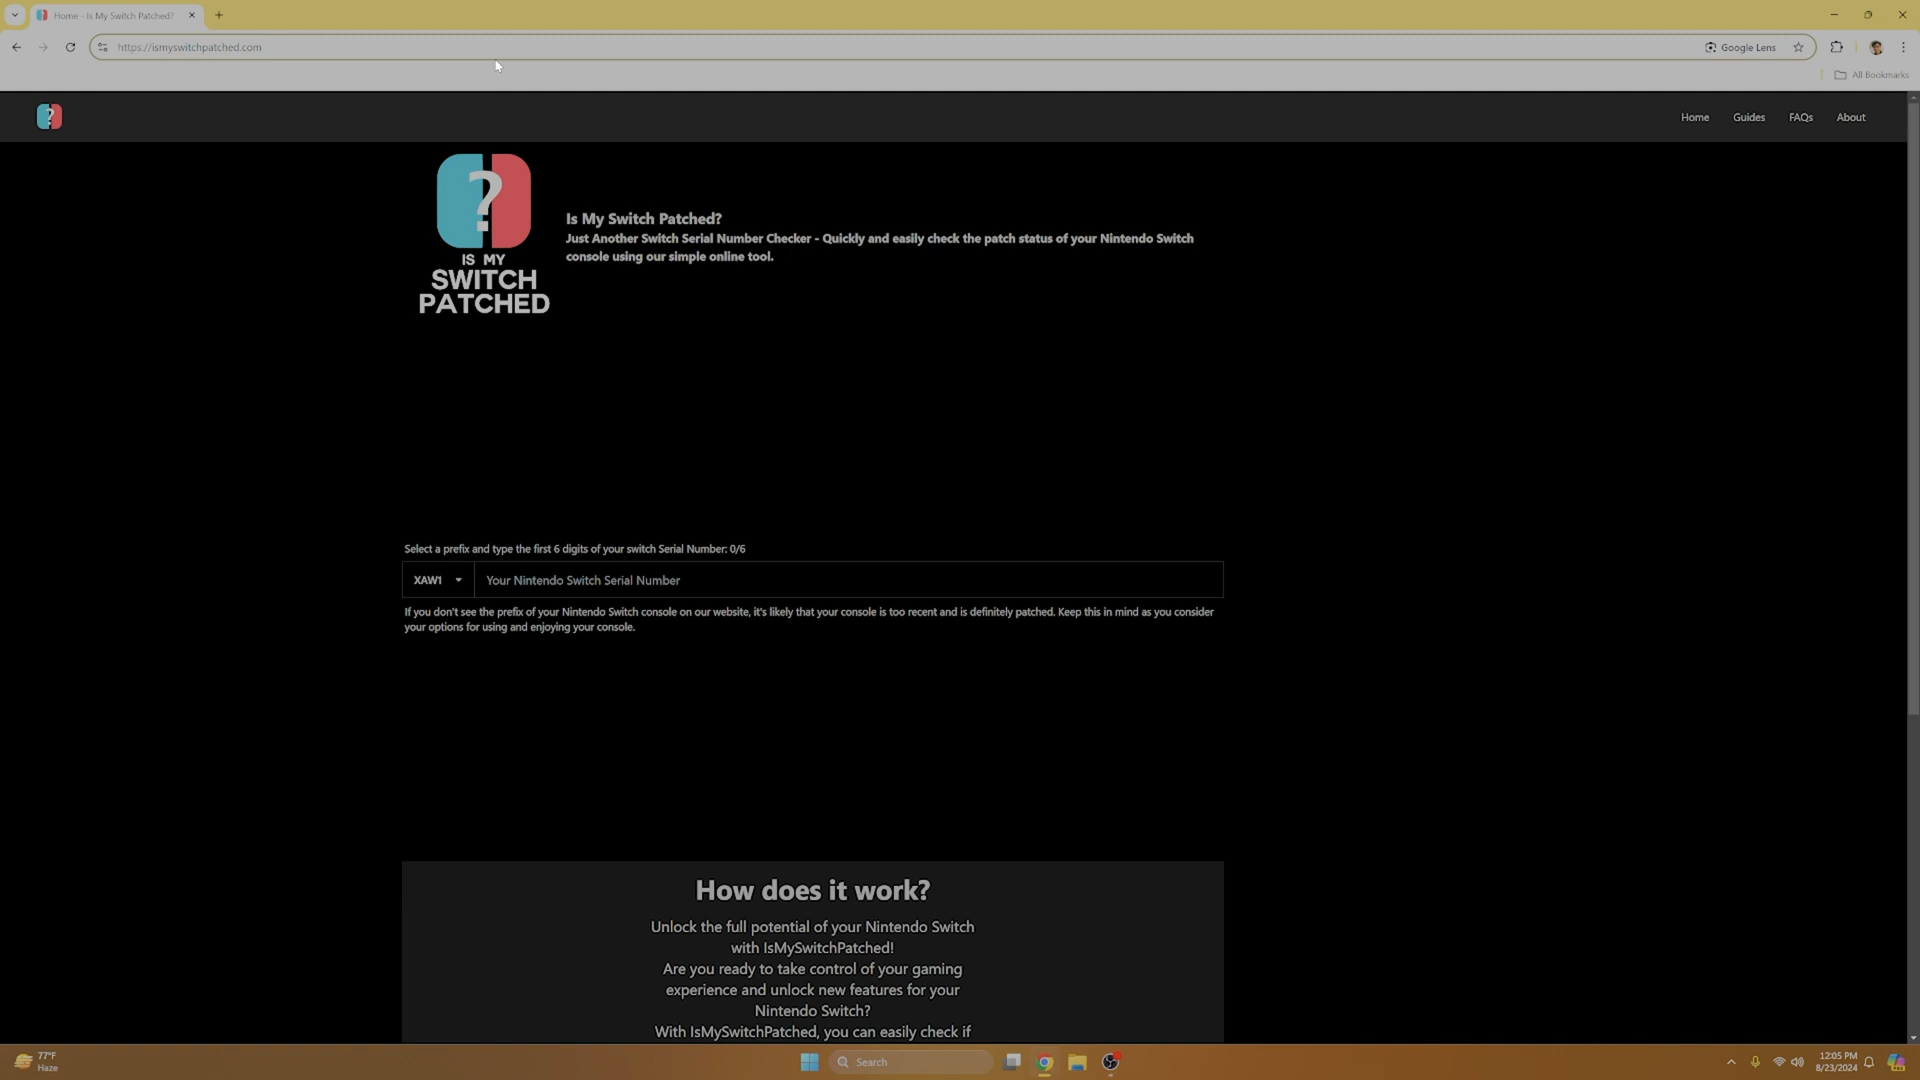 Home - Is My Switch Patched?
https://ismyswitchpatched.com
Google Lens
All Bookmarks
?
Home Guides FAQs About
?
IS MY
SWITCH
PATCHED
Is My Switch Patched?
Just Another Switch Serial Number Checker - Quickly and easily check the patch status of your Nintendo Switch
console using our simple online tool.
Select a prefix and type the first 6 digits of your switch Serial Number: 0/6
XAW1 Your Nintendo Switch Serial Number
If you don't see the prefix of your Nintendo Switch console on our website, it's likely that your console is too recent and is definitely patched. Keep this in mind as you consider
your options for using and enjoying your console.
How does it work?
Unlock the full potential of your Nintendo Switch
with IsMySwitchPatched!
Are you ready to take control of your gaming
experience and unlock new features for your
Nintendo Switch?
With IsMySwitchPatched, you can easily check if
77°F
Haze
Search
12:05 PM
8/23/2024